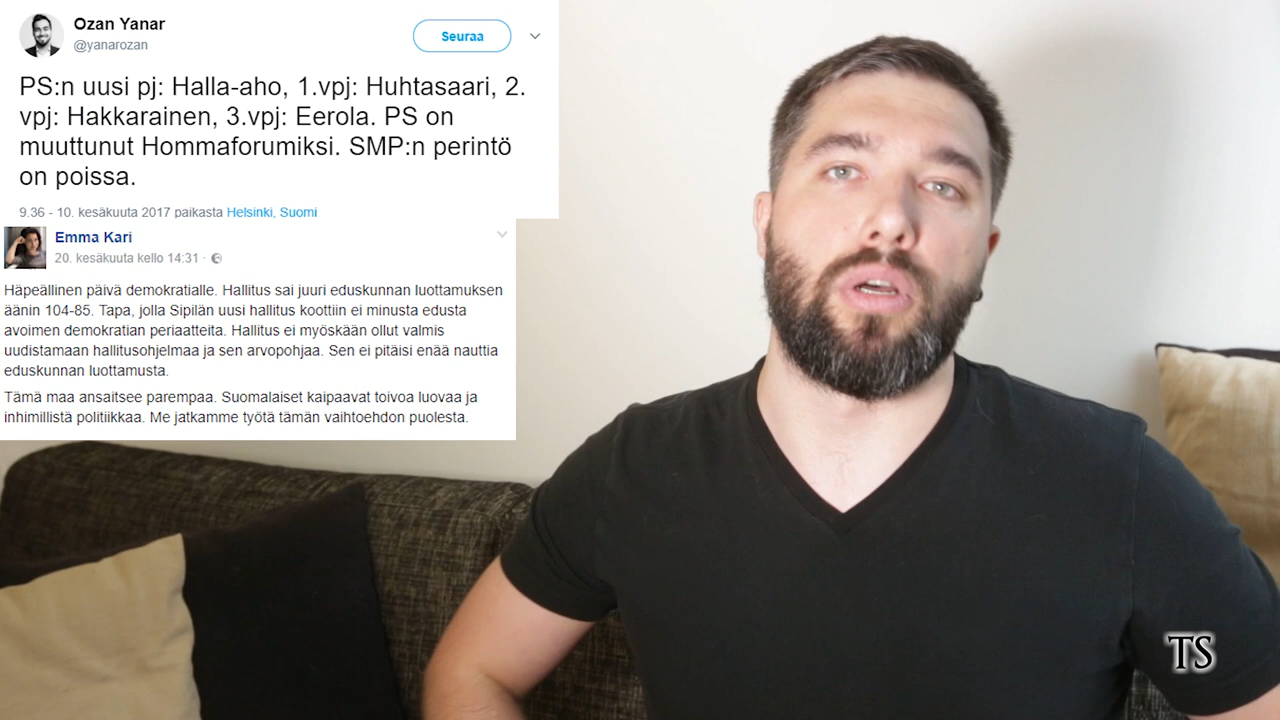 Ozan Yanar
@yanarozan
Seuraa
PS:n uusi pj: Halla-aho, 1.vpj: Huhtasaari, 2.
vpj: Hakkarainen, 3.vpj: Eerola. PS on
muuttunut Hommaforumiksi. SMP:n perintö
on poissa.
9.36 - 10. kesäkuuta 2017 paikasta Helsinki, Suomi
Emma Kari
20. kesäkuuta kello 14:31 ·
Häpeällinen päivä demokratialle. Hallitus sai juuri eduskunnan luottamuksen
äänin 104-85. Tapa, jolla Sipilän uusi hallitus koottiin ei minusta edusta
avoimen demokratian periaatteita. Hallitus ei myöskään ollut valmis
uudistamaan hallitusohjelmaa ja sen arvopohjaa. Sen ei pitäisi enää nauttia
eduskunnan luottamusta.
Tämä maa ansaitsee parempaa. Suomalaiset kaipaavat toivoa luovaa ja
inhimillistä politiikkaa. Me jatkamme työtä tämän vaihtoehdon puolesta.
TS